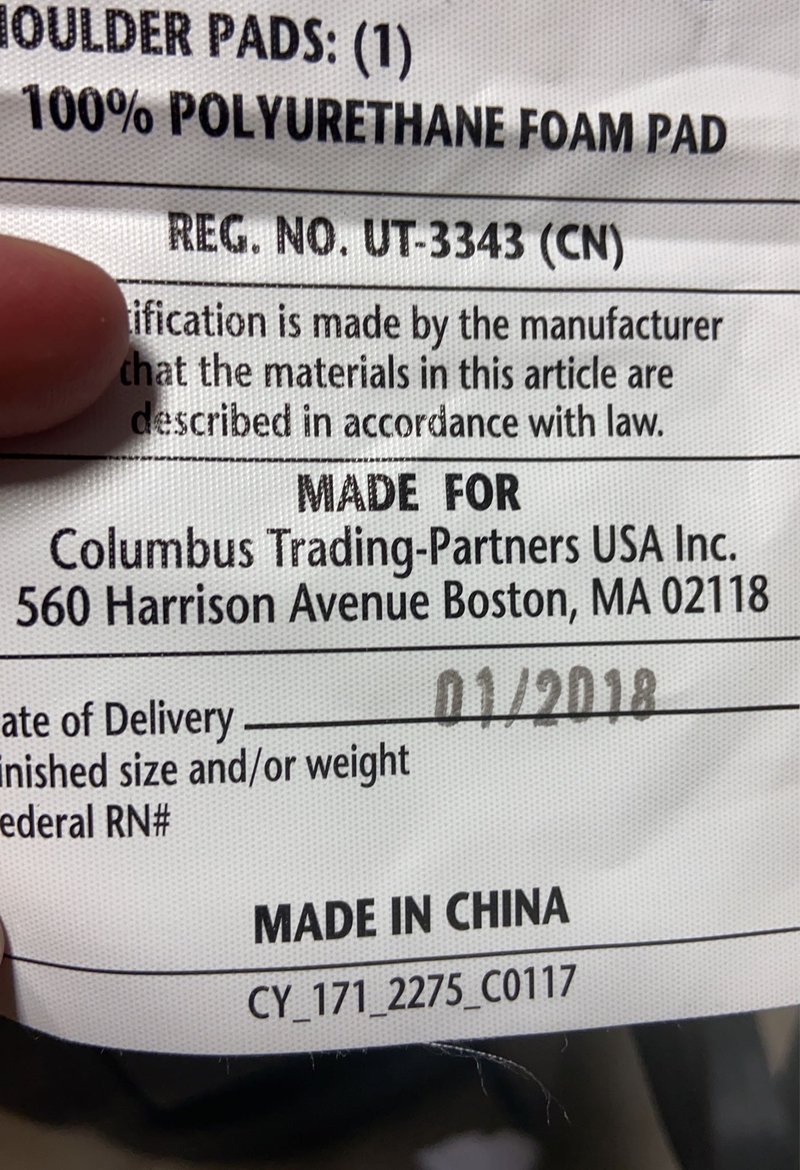 HOULDER PADS: (1)
100% POLYURETHANE FOAM PAD
REG. NO. UT-3343 (CN)
ification is made by the manufacturer
that the materials in this article are
described in accordance with law.
MADE FOR
Columbus Trading-Partners USA Inc.
560 Harrison Avenue Boston, MA 02118
ate of Delivery 01/2018
inished size and/or weight
ederal RN#
MADE IN CHINA
CY_171_2275_C0117